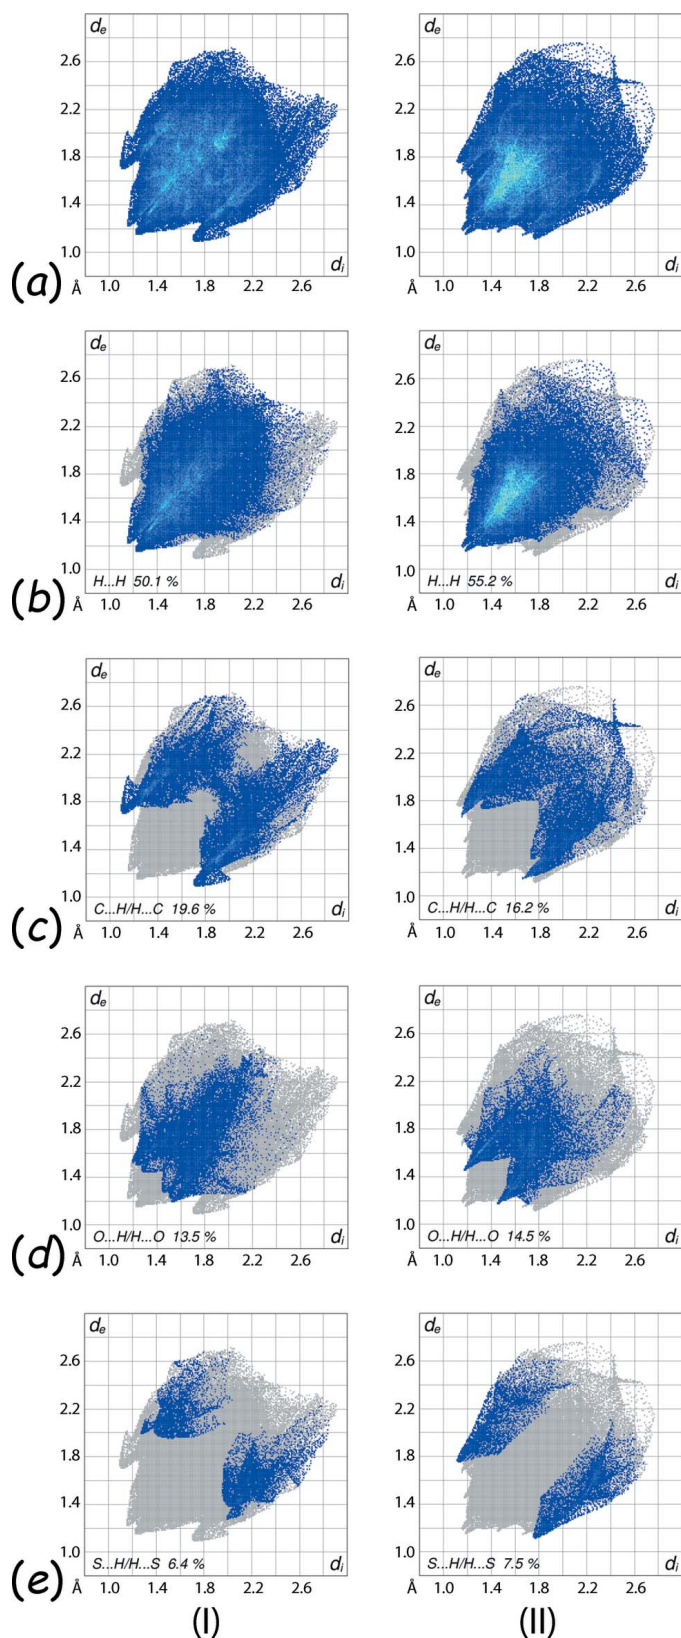 de
de
2.6
2.6
2.2
2.2
1.8
1.8
1.4
1.4
1.0
1.0
di
di
(a)
Å 1.0 1.4 1.8 2.2 2.6
Å 1.0 1.4 1.8 2.2 2.6
de
de
2.6
2.6
2.2
2.2
1.8
1.8
1.4
1.4
1.0
1.0
H...H 50.1 %
di
H...H 55.2 %
di
(b)
Å 1.0 1.4 1.8 2.2 2.6
Å 1.0 1.4 1.8 2.2 2.6
de
de
2.6
2.6
2.2
2.2
1.8
1.8
1.4
1.4
1.0
1.0
C...H/H...C 19.6 %
di
C...H/H...C 16.2 %
di
(c)
Å 1.0 1.4 1.8 2.2 2.6
Å 1.0 1.4 1.8 2.2 2.6
de
de
2.6
2.6
2.2
2.2
1.8
1.8
1.4
1.4
1.0
1.0
O...H/H...O 13.5 %
di
O...H/H...O 14.5 %
di
(d)
Å 1.0 1.4 1.8 2.2 2.6
Å 1.0 1.4 1.8 2.2 2.6
de
de
2.6
2.6
2.2
2.2
1.8
1.8
1.4
1.4
1.0
1.0
S...H/H...S 6.4 %
di
S...H/H...S 7.5 %
di
(e)
Å 1.0 1.4 1.8 2.2 2.6
Å 1.0 1.4 1.8 2.2 2.6
(I)
(II)